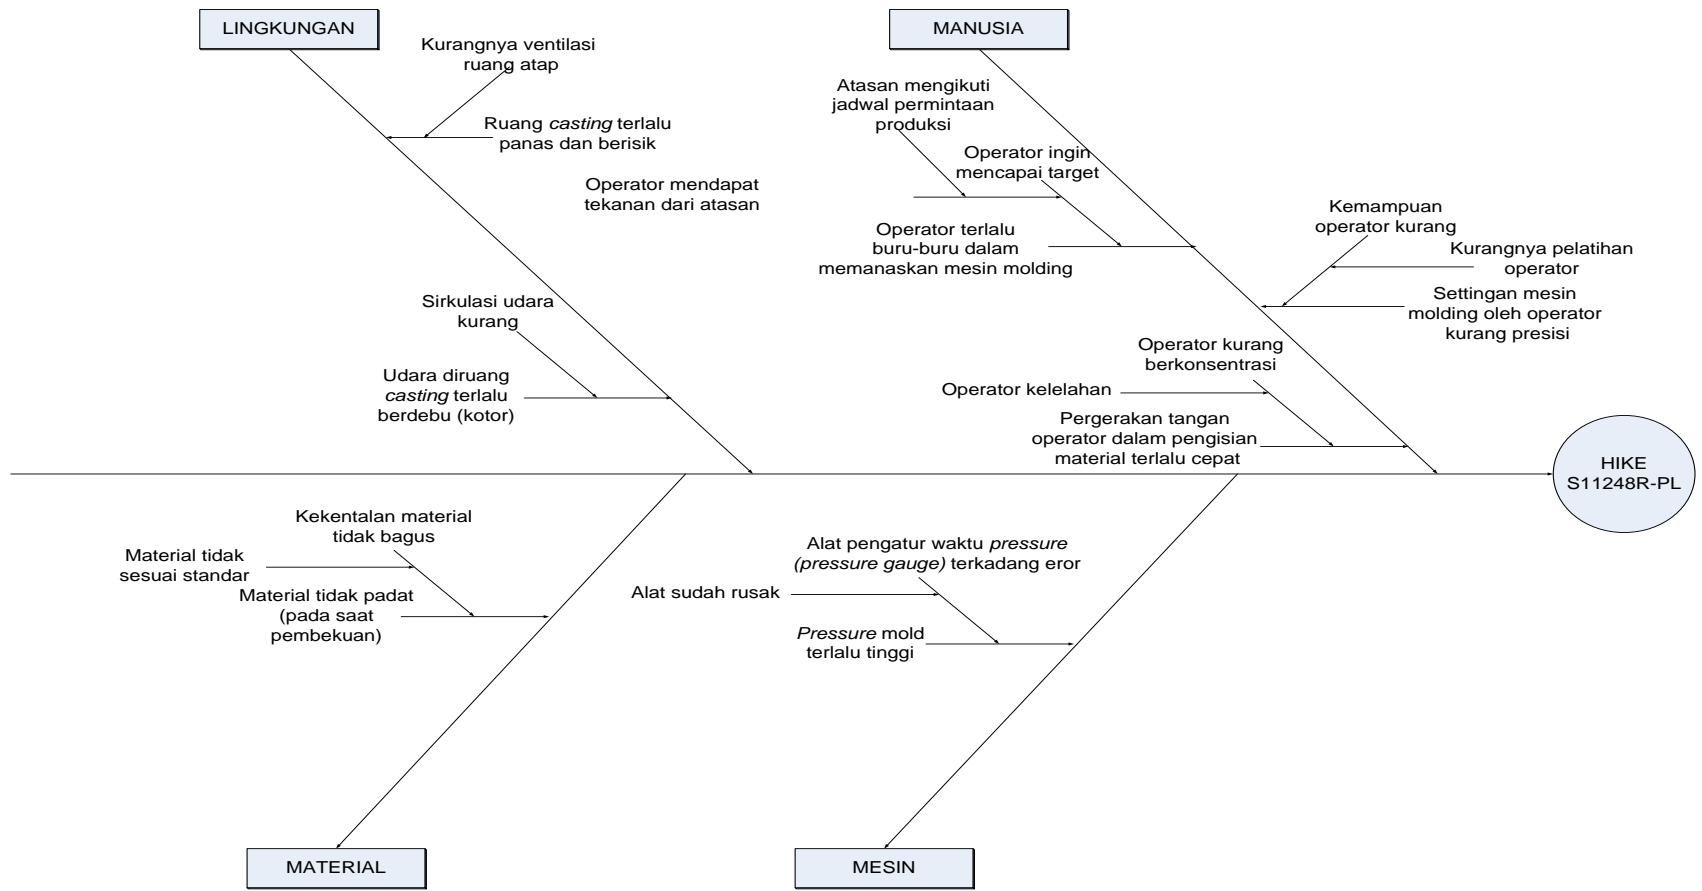 LINGKUNGAN
MANUSIA
Kurangnya ventilasi
ruang atap
Ruang casting terlalu
panas dan berisik
Operator mendapat
tekanan dari atasan
Atasan mengikuti
jadwal permintaan
produksi
Operator ingin
mencapai target
Operator terlalu
buru-buru dalam
memanaskan mesin molding
Kemampuan
operator kurang
Kurangnya pelatihan
operator
Settingan mesin
molding oleh operator
kurang presisi
Sirkulasi udara
kurang
Udara diruang
casting terlalu
berdebu (kotor)
Operator kurang
berkonsentrasi
Operator kelelahan
Pergerakan tangan
operator dalam pengisian
material terlalu cepat
HIKE
S11248R-PL
Kekentalan material
tidak bagus
Material tidak
sesuai standar
Material tidak padat
(pada saat
pembekuan)
Alat pengatur waktu pressure
(pressure gauge) terkadang eror
Alat sudah rusak
Pressure mold
terlalu tinggi
MATERIAL
MESIN